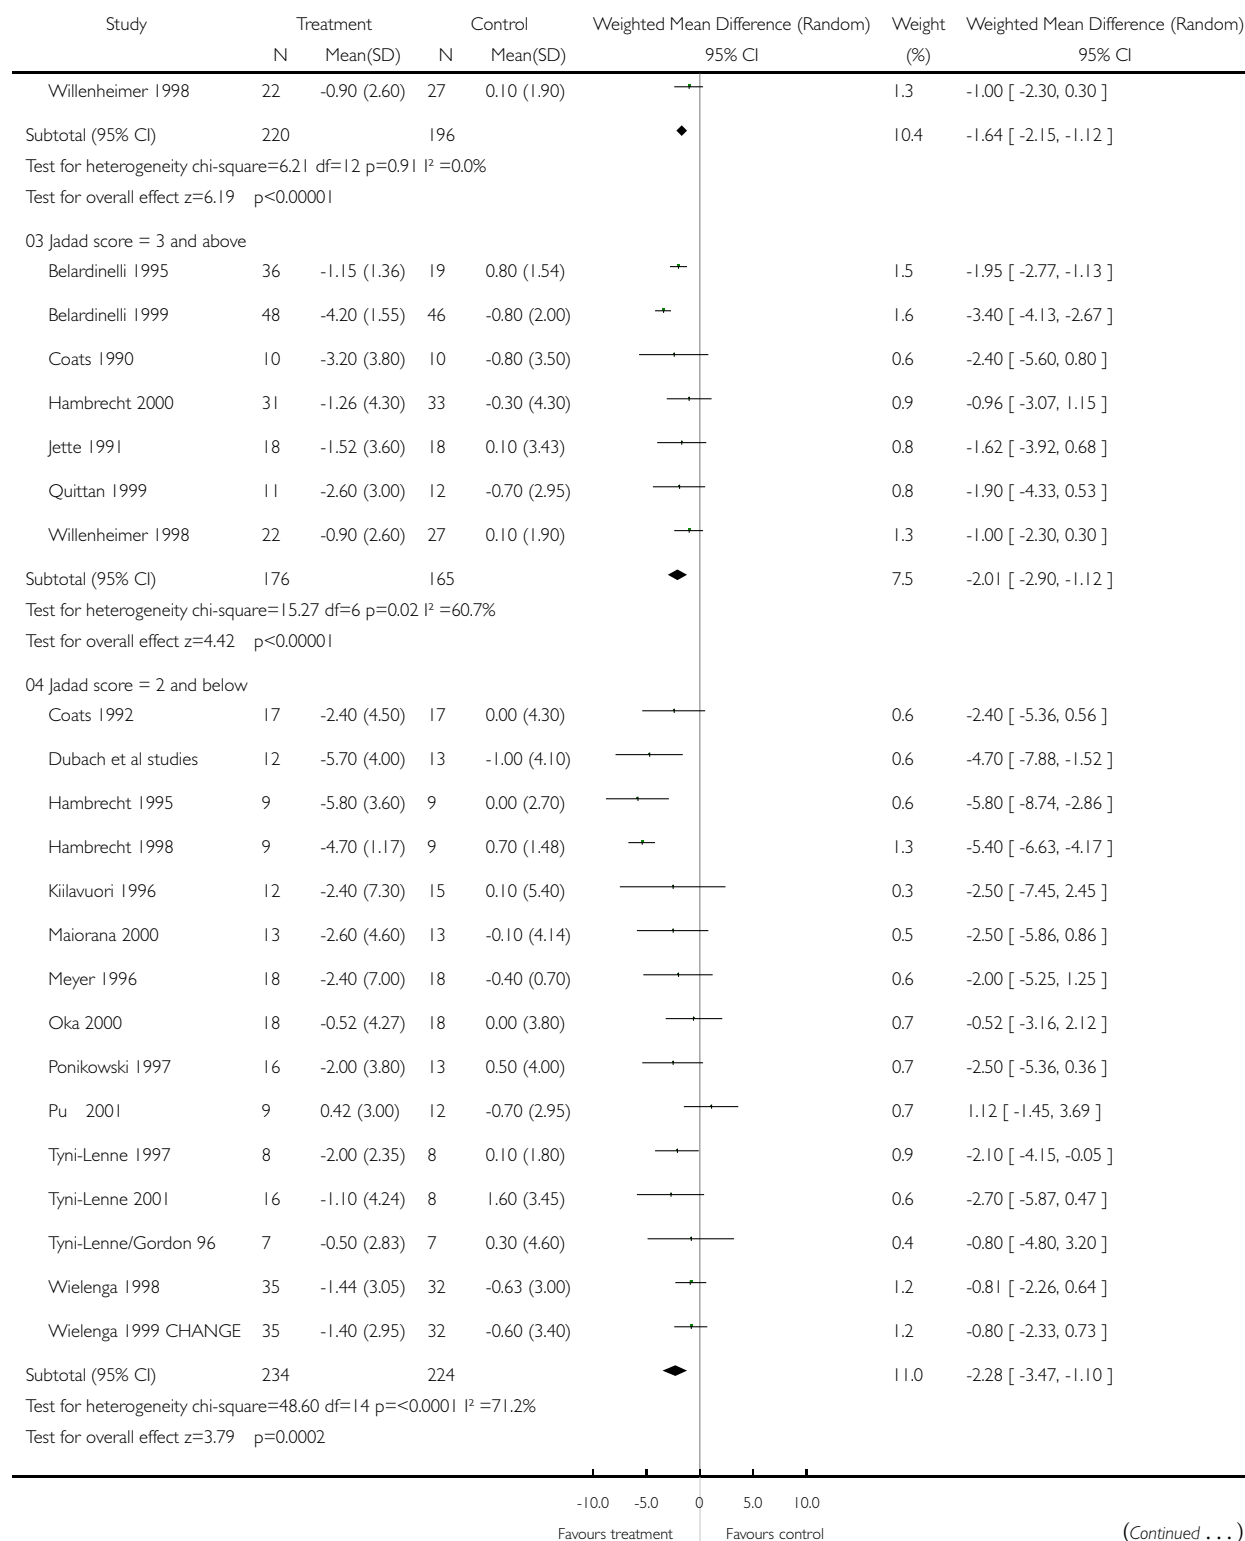 Study Treatment Control Weighted Mean Difference (Random) Weight Weighted Mean Difference (Random)
N Mean(SD) N Mean(SD) 95% CI (%) 95% CI
Willenheimer 1998 22 -0.90 (2.60) 27 0.10 (1.90) 1.3 -1.00 [ -2.30, 0.30 ]
Subtotal (95% CI) 220 196 10.4 -1.64 [ -2.15, -1.12 ]
Test for heterogeneity chi-square=6.21 df=12 p=0.91 I² =0.0%
Test for overall effect z=6.19 p<0.00001
03 Jadad score = 3 and above
Belardinelli 1995 36 -1.15 (1.36) 19 0.80 (1.54) 1.5 -1.95 [ -2.77, -1.13 ]
Belardinelli 1999 48 -4.20 (1.55) 46 -0.80 (2.00) 1.6 -3.40 [ -4.13, -2.67 ]
Coats 1990 10 -3.20 (3.80) 10 -0.80 (3.50) 0.6 -2.40 [ -5.60, 0.80 ]
Hambrecht 2000 31 -1.26 (4.30) 33 -0.30 (4.30) 0.9 -0.96 [ -3.07, 1.15 ]
Jette 1991 18 -1.52 (3.60) 18 0.10 (3.43) 0.8 -1.62 [ -3.92, 0.68 ]
Quittan 1999 11 -2.60 (3.00) 12 -0.70 (2.95) 0.8 -1.90 [ -4.33, 0.53 ]
Willenheimer 1998 22 -0.90 (2.60) 27 0.10 (1.90) 1.3 -1.00 [ -2.30, 0.30 ]
Subtotal (95% CI) 176 165 7.5 -2.01 [ -2.90, -1.12 ]
Test for heterogeneity chi-square=15.27 df=6 p=0.02 I² =60.7%
Test for overall effect z=4.42 p<0.00001
04 Jadad score = 2 and below
Coats 1992 17 -2.40 (4.50) 17 0.00 (4.30) 0.6 -2.40 [ -5.36, 0.56 ]
Dubach et al studies 12 -5.70 (4.00) 13 -1.00 (4.10) 0.6 -4.70 [ -7.88, -1.52 ]
Hambrecht 1995 9 -5.80 (3.60) 9 0.00 (2.70) 0.6 -5.80 [ -8.74, -2.86 ]
Hambrecht 1998 9 -4.70 (1.17) 9 0.70 (1.48) 1.3 -5.40 [ -6.63, -4.17 ]
Kiilavuori 1996 12 -2.40 (7.30) 15 0.10 (5.40) 0.3 -2.50 [ -7.45, 2.45 ]
Maiorana 2000 13 -2.60 (4.60) 13 -0.10 (4.14) 0.5 -2.50 [ -5.86, 0.86 ]
Meyer 1996 18 -2.40 (7.00) 18 -0.40 (0.70) 0.6 -2.00 [ -5.25, 1.25 ]
Oka 2000 18 -0.52 (4.27) 18 0.00 (3.80) 0.7 -0.52 [ -3.16, 2.12 ]
Ponikowski 1997 16 -2.00 (3.80) 13 0.50 (4.00) 0.7 -2.50 [ -5.36, 0.36 ]
Pu 2001 9 0.42 (3.00) 12 -0.70 (2.95) 0.7 1.12 [ -1.45, 3.69 ]
Tyni-Lenne 1997 8 -2.00 (2.35) 8 0.10 (1.80) 0.9 -2.10 [ -4.15, -0.05 ]
Tyni-Lenne 2001 16 -1.10 (4.24) 8 1.60 (3.45) 0.6 -2.70 [ -5.87, 0.47 ]
Tyni-Lenne/Gordon 96 7 -0.50 (2.83) 7 0.30 (4.60) 0.4 -0.80 [ -4.80, 3.20 ]
Wielenga 1998 35 -1.44 (3.05) 32 -0.63 (3.00) 1.2 -0.81 [ -2.26, 0.64 ]
Wielenga 1999 CHANGE 35 -1.40 (2.95) 32 -0.60 (3.40) 1.2 -0.80 [ -2.33, 0.73 ]
Subtotal (95% CI) 234 224 11.0 -2.28 [ -3.47, -1.10 ]
Test for heterogeneity chi-square=48.60 df=14 p=<0.0001 I² =71.2%
Test for overall effect z=3.79 p=0.0002
-10.0 -5.0 0 5.0 10.0
Favours treatment Favours control (Continued . . . )